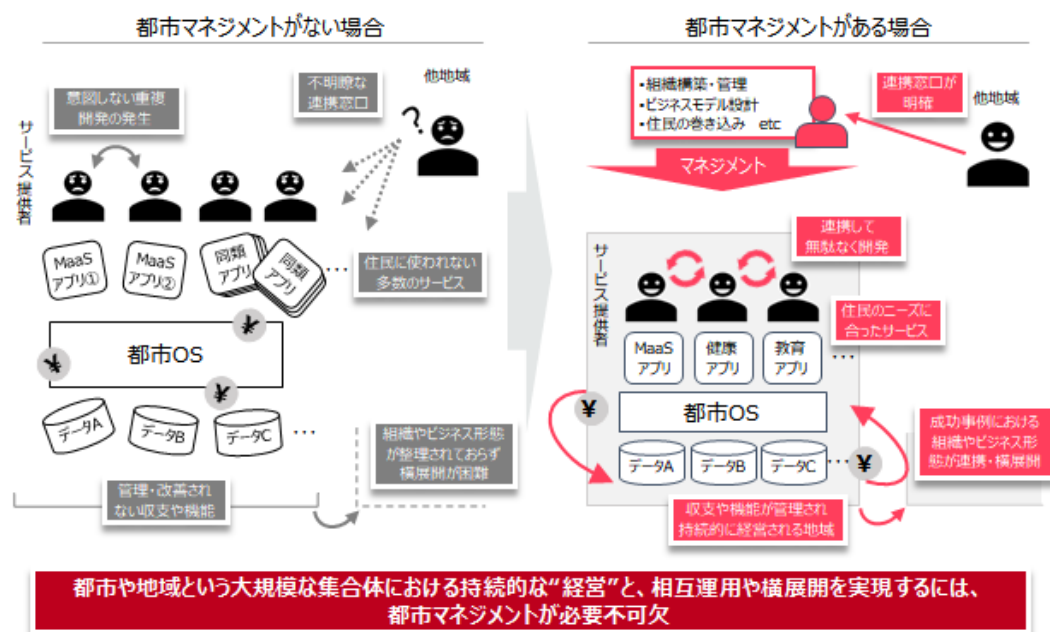 都市マネジメントがない場合
意図しない重複
開発の発生
不明瞭な
連携窓口
他地域
?
サービス提供者
MaaS
アプリ①
MaaS
アプリ②
同類
アプリ
同類
アプリ
…
住民に使われない
多数のサービス
¥
都市OS
¥
¥
データA
データB
データC
…
組織やビジネス形態
が整理されておらず
横展開が困難
管理・改善され
ない収支や機能
都市マネジメントがある場合
▪組織構築・管理
▪ビジネスモデル設計
▪住民の巻き込み etc
連携窓口が
明確
他地域
マネジメント
連携して
無駄なく開発
サービス提供者
住民のニーズに
合ったサービス
MaaS
アプリ
健康
アプリ
教育
アプリ
…
¥
都市OS
成功事例における
組織やビジネス形
態が連携・横展開
データA
データB
データC
…
¥
収支や機能が管理され
持続的に経営される地域
都市や地域という大規模な集合体における持続的な“経営”と、相互運用や横展開を実現するには、
都市マネジメントが必要不可欠